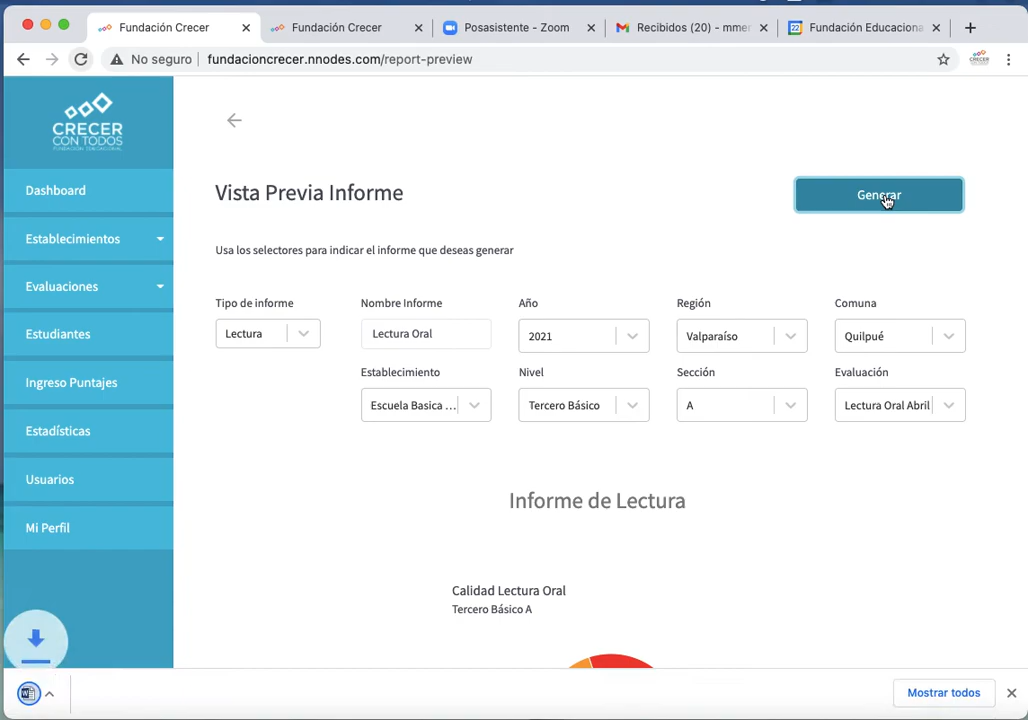 Fundación Crecer
Fundación Crecer
Posasistente - Zoom
Recibidos (20) - mmer
Fundación Educaciona
No seguro
fundacioncrecer.nnodes.com/report-preview
CRECER
CON TODOS
FUNDACIÓN EDUCACIONAL
Dashboard
Establecimientos
Evaluaciones
Estudiantes
Ingreso Puntajes
Estadísticas
Usuarios
Mi Perfil
Vista Previa Informe
Generar
Usa los selectores para indicar el informe que deseas generar
Tipo de informe
Nombre Informe
Año
Región
Comuna
Lectura
Lectura Oral
2021
Valparaíso
Quilpué
Establecimiento
Nivel
Sección
Evaluación
Escuela Basica ...
Tercero Básico
A
Lectura Oral Abril
Informe de Lectura
Calidad Lectura Oral
Tercero Básico A
Mostrar todos